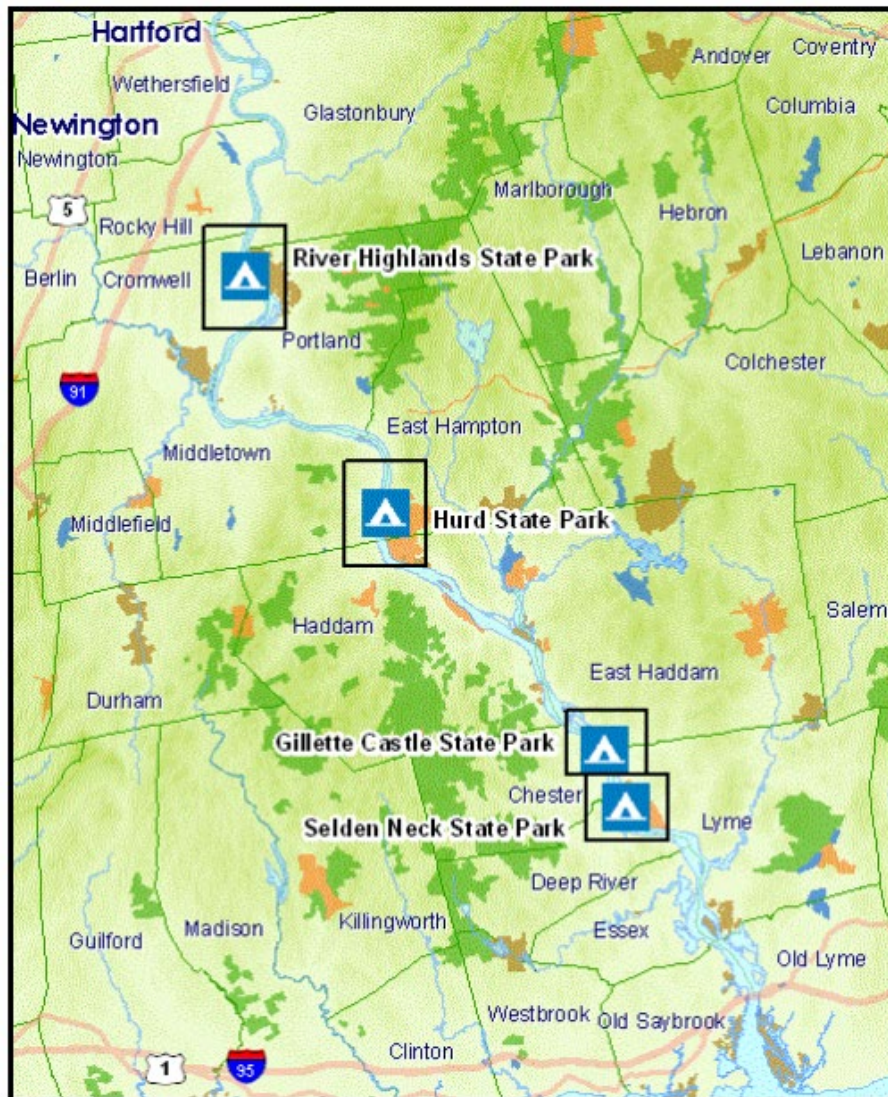 Hartford
Andover
Coventry
Wethersfield
Glastonbury
Columbia
Newington
Newington
Marlborough
Hebron
5
Rocky Hill
Lebanon
River Highlands State Park
Berlin
Cromwell
Portland
Colchester
91
East Hampton
Middletown
Middlefield
Hurd State Park
Salem
Haddam
East Haddam
Durham
Gillette Castle State Park
Chester
Selden Neck State Park
Lyme
Deep River
Killingworth
Madison
Essex
Guilford
Old Lyme
Westbrook
Old Saybrook
Clinton
1
95